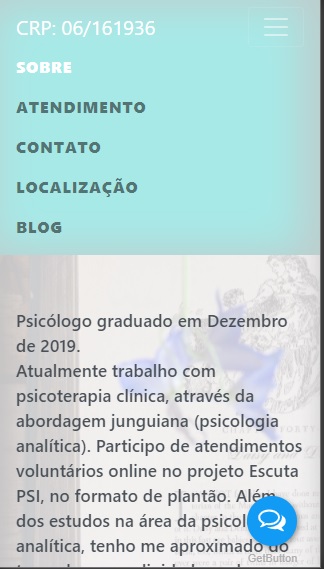 CRP: 06/161936
SOBRE
ATENDIMENTO
CONTATO
LOCALIZAÇÃO
BLOG
Psicólogo graduado em Dezembro
de 2019.
Atualmente trabalho com
psicoterapia clínica, através da
abordagem junguiana (psicologia
analítica). Participo de atendimentos
voluntários online no projeto Escuta
PSI, no formato de plantão. Além
dos estudos na área da psicol
analítica, tenho me aproximado do
GetButton